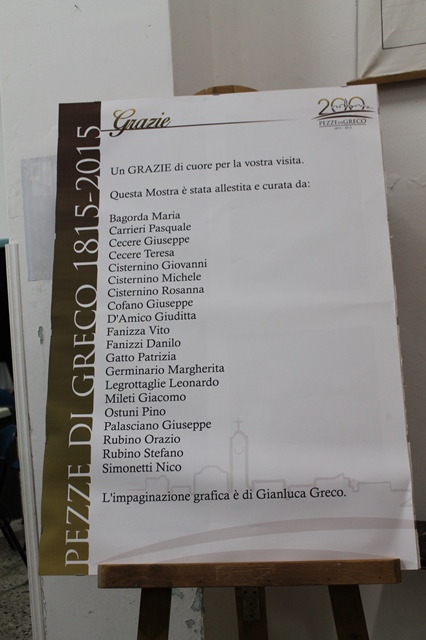 Grazie
200
PEZZE DI GRECO
1815 - 2015
Un GRAZIE di cuore per la vostra visita.
Questa Mostra è stata allestita e curata da:
Bagorda Maria
Carrieri Pasquale
Cecere Giuseppe
Cecere Teresa
Cisternino Giovanni
Cisternino Michele
Cisternino Rosanna
Cofano Giuseppe
D'Amico Giuditta
Fanizza Vito
Fanizzi Danilo
Gatto Patrizia
Germinario Margherita
Legrottaglie Leonardo
Mileti Giacomo
Ostuni Pino
Palasciano Giuseppe
Rubino Orazio
Rubino Stefano
Simonetti Nico
L'impaginazione grafica è di Gianluca Greco.
PEZZE DI GRECO 1815-2015